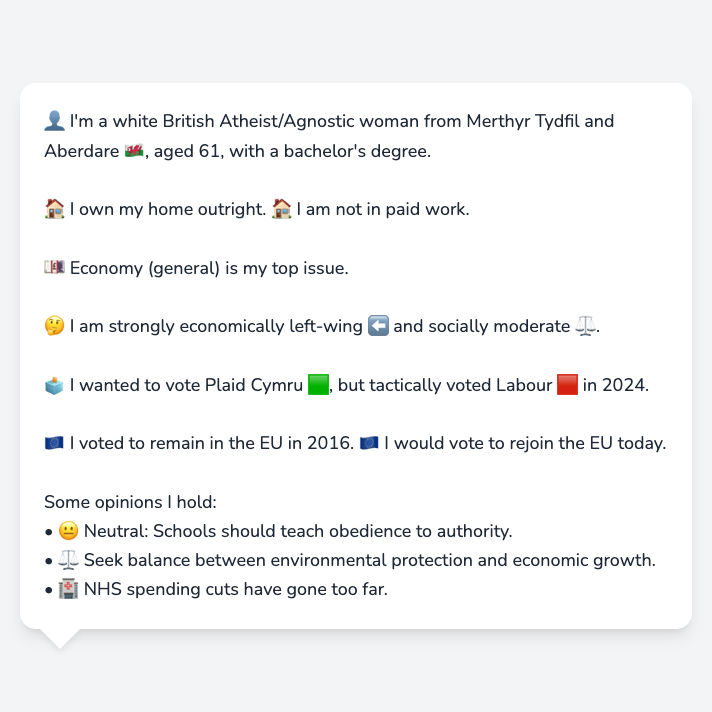 👤 I'm a white British Atheist/Agnostic woman from Merthyr Tydfil and
Aberdare 🏴󠁧󠁢󠁷󠁬󠁳󠁿, aged 61, with a bachelor's degree.
🏠 I own my home outright. 🏠 I am not in paid work.
💷 Economy (general) is my top issue.
🤔 I am strongly economically left-wing ⬅️ and socially moderate ⚖️.
🗳️ I wanted to vote Plaid Cymru 🟩, but tactically voted Labour 🟥 in 2024.
🇪🇺 I voted to remain in the EU in 2016. 🇪🇺 I would vote to rejoin the EU today.
Some opinions I hold:
• 😐 Neutral: Schools should teach obedience to authority.
• ⚖️ Seek balance between environmental protection and economic growth.
• 🏥 NHS spending cuts have gone too far.